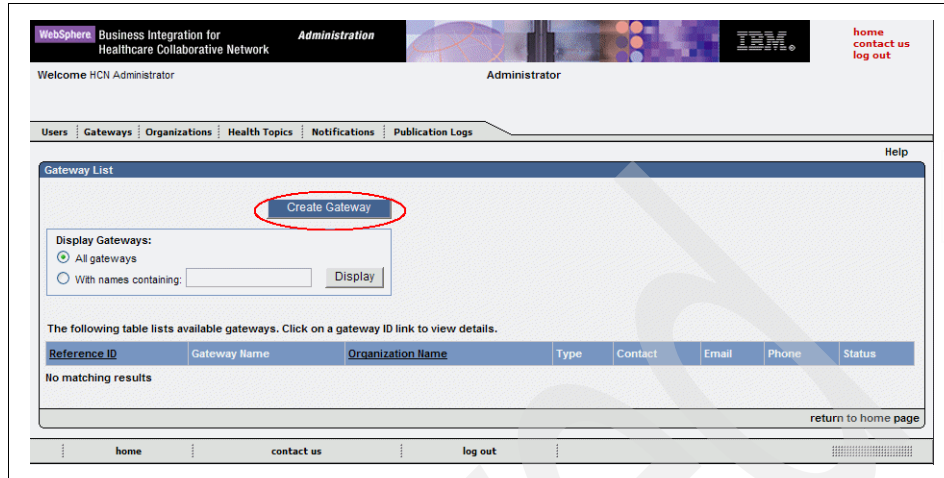 WebSphere Business Integration for Healthcare Collaborative Network
Administration
IBM
home
contact us
log out
Welcome HCN Administrator
Administrator
Users Gateways Organizations Health Topics Notifications Publication Logs
Help
Gateway List
Create Gateway
Display Gateways:
All gateways
With names containing: Display
The following table lists available gateways. Click on a gateway ID link to view details.
Reference ID Gateway Name Organization Name Type Contact Email Phone Status
No matching results
return to home page
home contact us log out